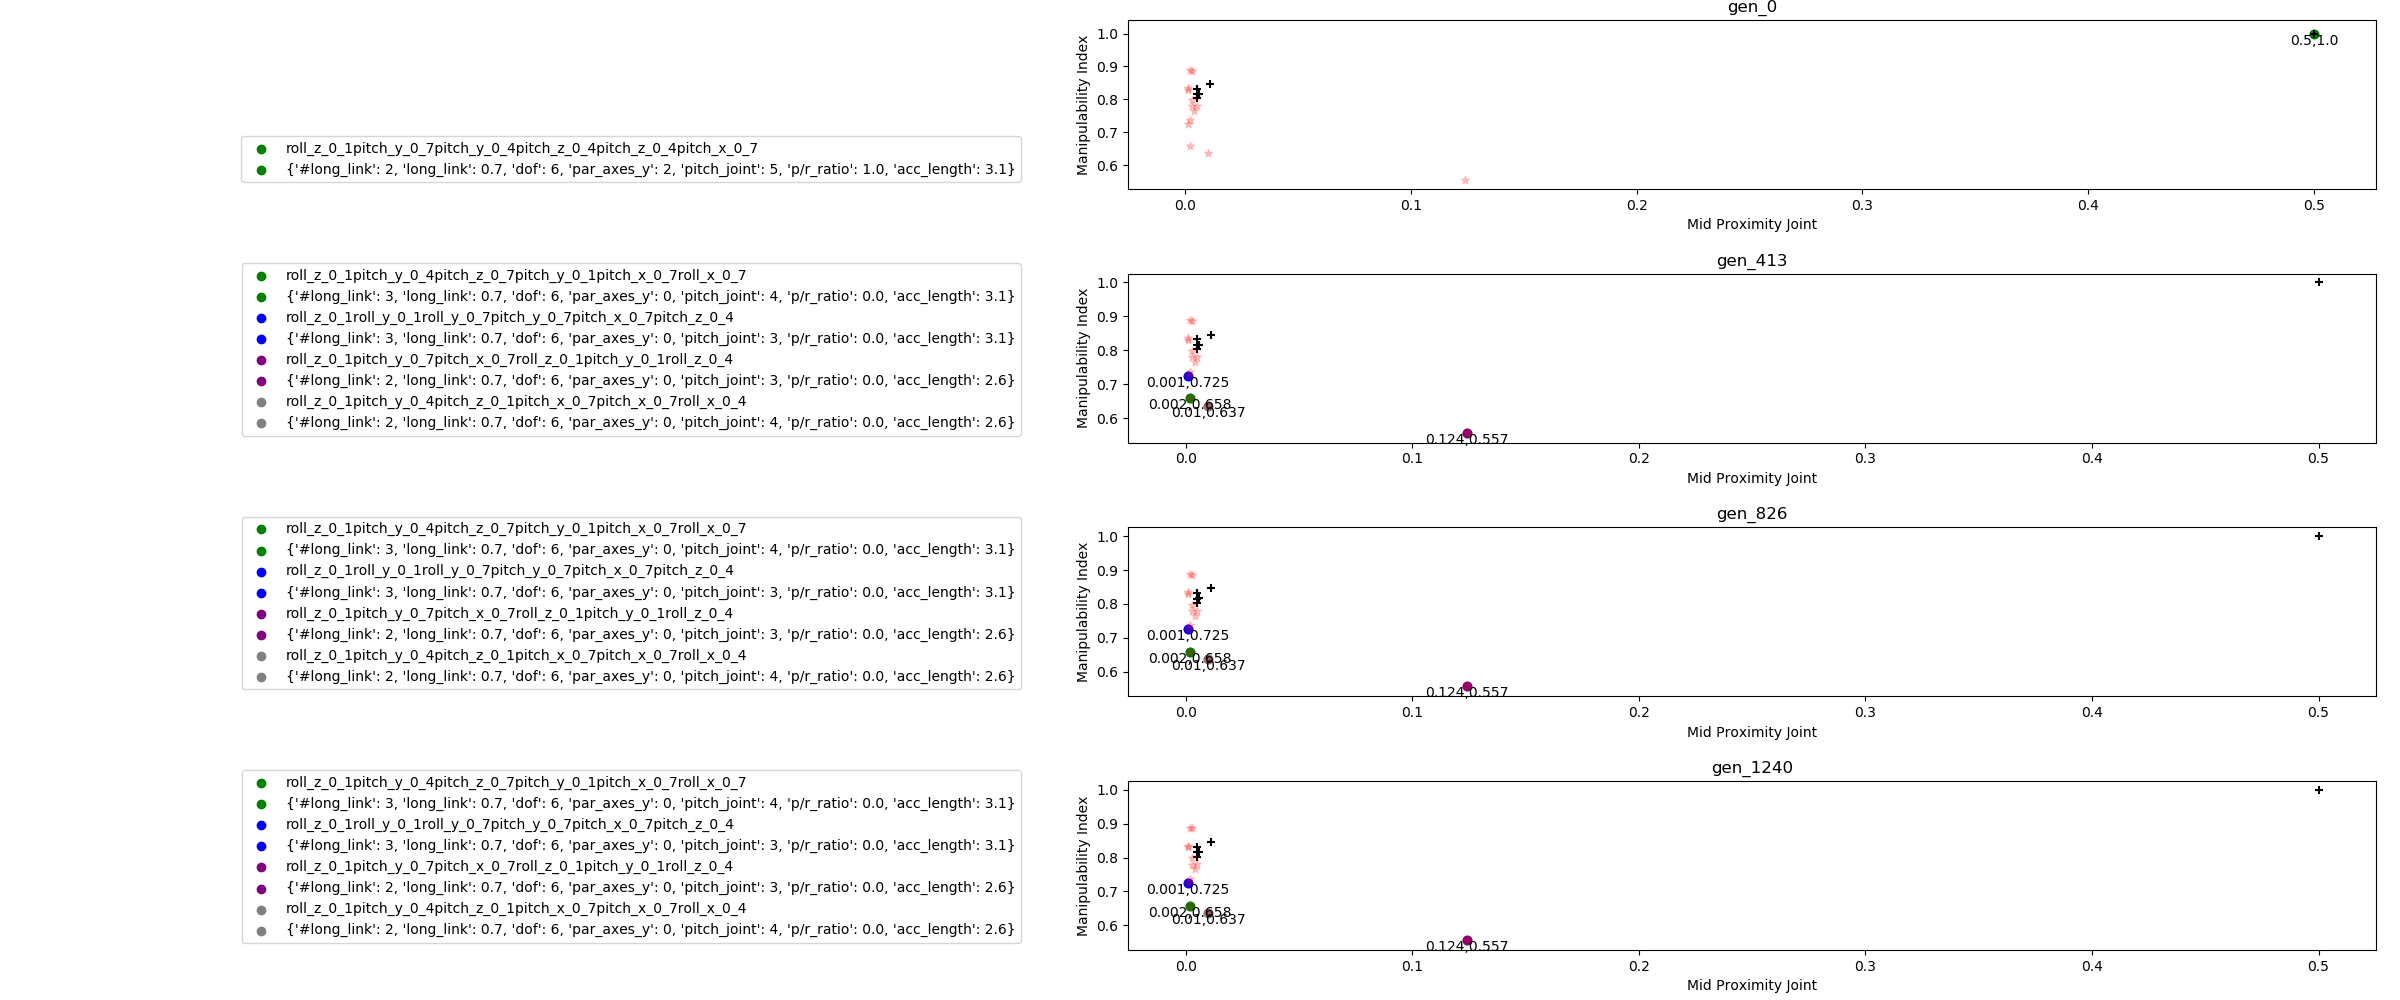 gen_0
roll_z_0_1pitch_y_0_7pitch_y_0_4pitch_z_0_4pitch_z_0_4pitch_x_0_7
{'#long_link': 2, 'long_link': 0.7, 'dof': 6, 'par_axes_y': 2, 'pitch_joint': 5, 'p/r_ratio': 1.0, 'acc_length': 3.1}
Manipulability Index
1.0
0.9
0.8
0.7
0.6
0.5,1.0
0.0 0.1 0.2 0.3 0.4 0.5
Mid Proximity Joint
gen_413
roll_z_0_1pitch_y_0_4pitch_z_0_7pitch_y_0_1pitch_x_0_7roll_x_0_7
{'#long_link': 3, 'long_link': 0.7, 'dof': 6, 'par_axes_y': 0, 'pitch_joint': 4, 'p/r_ratio': 0.0, 'acc_length': 3.1}
roll_z_0_1roll_y_0_1roll_y_0_7pitch_y_0_7pitch_x_0_7pitch_z_0_4
{'#long_link': 3, 'long_link': 0.7, 'dof': 6, 'par_axes_y': 0, 'pitch_joint': 3, 'p/r_ratio': 0.0, 'acc_length': 3.1}
roll_z_0_1pitch_y_0_7pitch_x_0_7roll_z_0_1pitch_y_0_1roll_z_0_4
{'#long_link': 2, 'long_link': 0.7, 'dof': 6, 'par_axes_y': 0, 'pitch_joint': 3, 'p/r_ratio': 0.0, 'acc_length': 2.6}
roll_z_0_1pitch_y_0_4pitch_z_0_1pitch_x_0_7pitch_x_0_7roll_x_0_4
{'#long_link': 2, 'long_link': 0.7, 'dof': 6, 'par_axes_y': 0, 'pitch_joint': 4, 'p/r_ratio': 0.0, 'acc_length': 2.6}
Manipulability Index
1.0
0.9
0.8
0.7
0.6
0.001,0.725
0.002,0.658
0.01,0.637
0.124,0.557
0.0 0.1 0.2 0.3 0.4 0.5
Mid Proximity Joint
gen_826
roll_z_0_1pitch_y_0_4pitch_z_0_7pitch_y_0_1pitch_x_0_7roll_x_0_7
{'#long_link': 3, 'long_link': 0.7, 'dof': 6, 'par_axes_y': 0, 'pitch_joint': 4, 'p/r_ratio': 0.0, 'acc_length': 3.1}
roll_z_0_1roll_y_0_1roll_y_0_7pitch_y_0_7pitch_x_0_7pitch_z_0_4
{'#long_link': 3, 'long_link': 0.7, 'dof': 6, 'par_axes_y': 0, 'pitch_joint': 3, 'p/r_ratio': 0.0, 'acc_length': 3.1}
roll_z_0_1pitch_y_0_7pitch_x_0_7roll_z_0_1pitch_y_0_1roll_z_0_4
{'#long_link': 2, 'long_link': 0.7, 'dof': 6, 'par_axes_y': 0, 'pitch_joint': 3, 'p/r_ratio': 0.0, 'acc_length': 2.6}
roll_z_0_1pitch_y_0_4pitch_z_0_1pitch_x_0_7pitch_x_0_7roll_x_0_4
{'#long_link': 2, 'long_link': 0.7, 'dof': 6, 'par_axes_y': 0, 'pitch_joint': 4, 'p/r_ratio': 0.0, 'acc_length': 2.6}
Manipulability Index
1.0
0.9
0.8
0.7
0.6
0.001,0.725
0.002,0.658
0.01,0.637
0.124,0.557
0.0 0.1 0.2 0.3 0.4 0.5
Mid Proximity Joint
gen_1240
roll_z_0_1pitch_y_0_4pitch_z_0_7pitch_y_0_1pitch_x_0_7roll_x_0_7
{'#long_link': 3, 'long_link': 0.7, 'dof': 6, 'par_axes_y': 0, 'pitch_joint': 4, 'p/r_ratio': 0.0, 'acc_length': 3.1}
roll_z_0_1roll_y_0_1roll_y_0_7pitch_y_0_7pitch_x_0_7pitch_z_0_4
{'#long_link': 3, 'long_link': 0.7, 'dof': 6, 'par_axes_y': 0, 'pitch_joint': 3, 'p/r_ratio': 0.0, 'acc_length': 3.1}
roll_z_0_1pitch_y_0_7pitch_x_0_7roll_z_0_1pitch_y_0_1roll_z_0_4
{'#long_link': 2, 'long_link': 0.7, 'dof': 6, 'par_axes_y': 0, 'pitch_joint': 3, 'p/r_ratio': 0.0, 'acc_length': 2.6}
roll_z_0_1pitch_y_0_4pitch_z_0_1pitch_x_0_7pitch_x_0_7roll_x_0_4
{'#long_link': 2, 'long_link': 0.7, 'dof': 6, 'par_axes_y': 0, 'pitch_joint': 4, 'p/r_ratio': 0.0, 'acc_length': 2.6}
Manipulability Index
1.0
0.9
0.8
0.7
0.6
0.001,0.725
0.002,0.658
0.01,0.637
0.124,0.557
0.0 0.1 0.2 0.3 0.4 0.5
Mid Proximity Joint